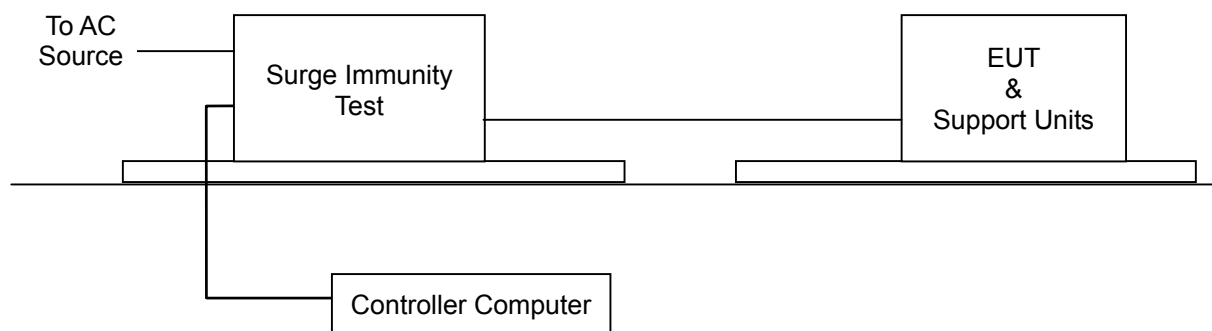 To AC
Source
Surge Immunity
Test
EUT
&
Support Units
Controller Computer